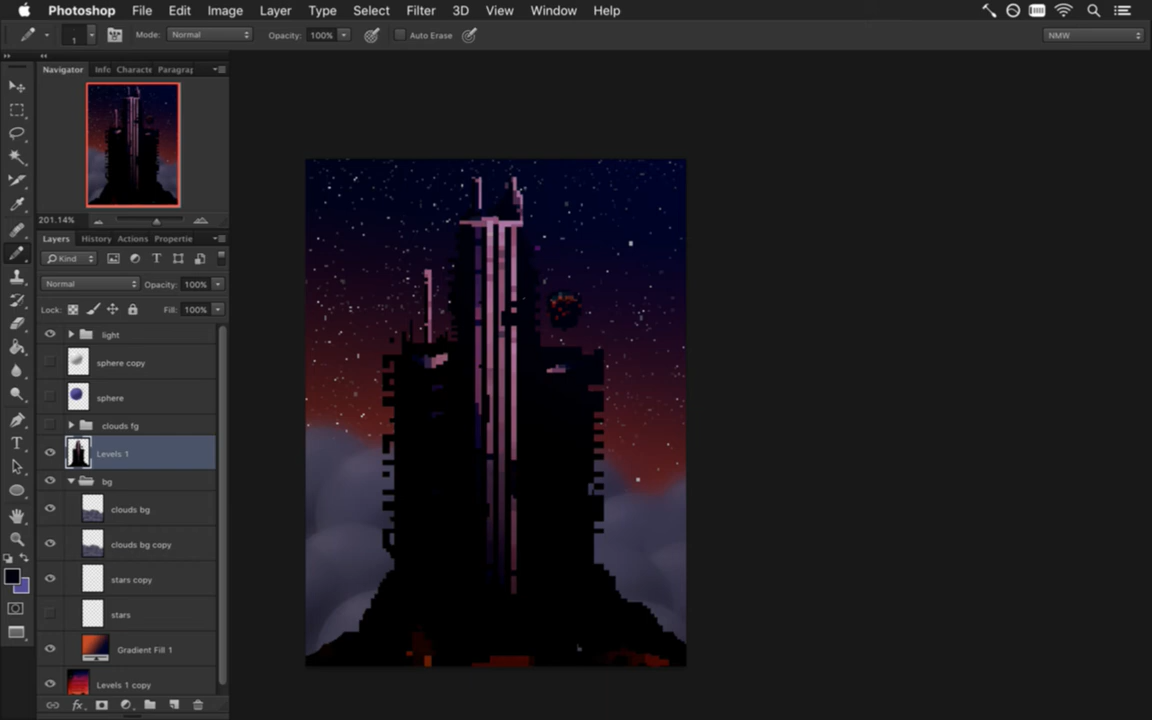 Photoshop File Edit Image Layer Type Select Filter 3D View Window Help
1 Mode: Normal Opacity: 100% Auto Erase NMW
Navigator Info Characte Paragrap
201.14%
Layers History Actions Propertie
Kind
Normal Opacity: 100%
Lock: Fill: 100%
light
sphere copy
sphere
clouds fg
Levels 1
bg
clouds bg
clouds bg copy
stars copy
stars
Gradient Fill 1
Levels 1 copy
fx